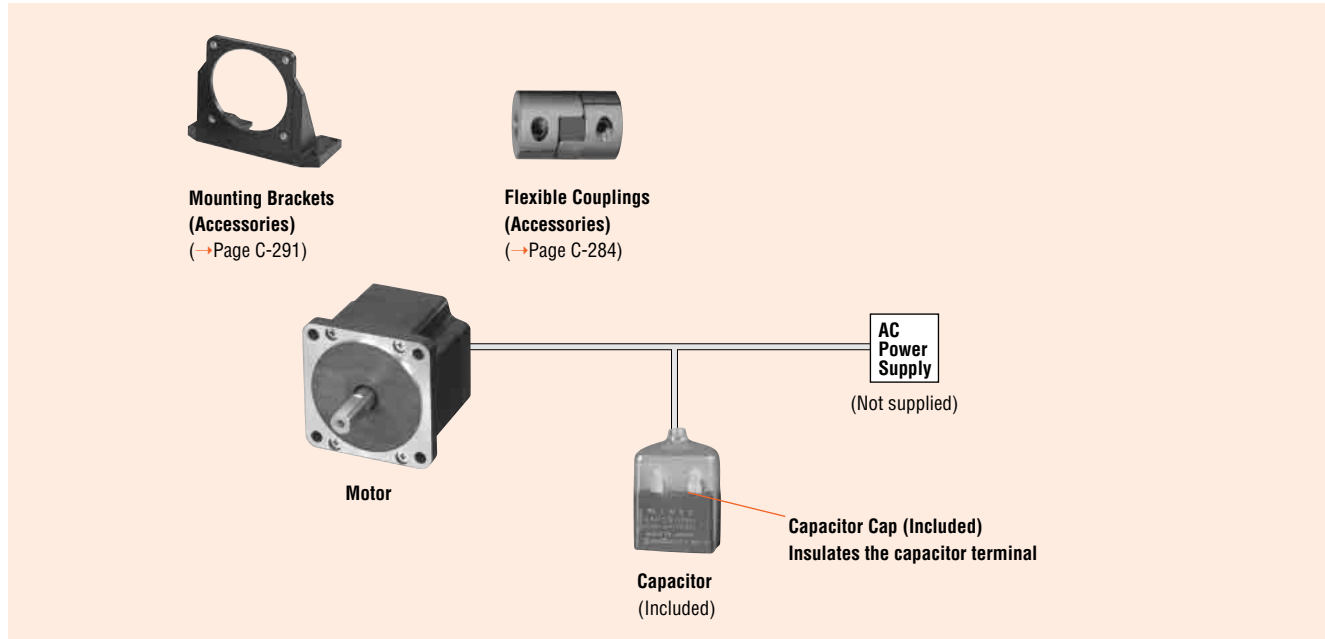 Mounting Brackets
(Accessories)
(→Page C-291)
Flexible Couplings
(Accessories)
(→Page C-284)
AC
Power
Supply
(Not supplied)
Motor
Capacitor Cap (Included)
Insulates the capacitor terminal
Capacitor
(Included)